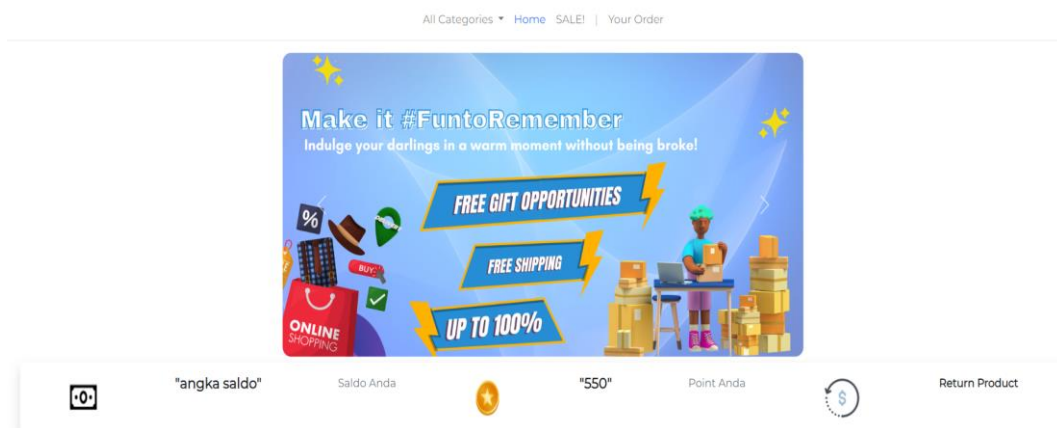 All Categories Home SALE! | Your Order
Make it #FuntoRemember
Indulge your darlings in a warm moment without being broke!
FREE GIFT OPPORTUNITIES
%
FREE SHIPPING
BUY
ONLINE
SHOPPING
UP TO 100%
"angka saldo" Saldo Anda "550" Point Anda $ Return Product